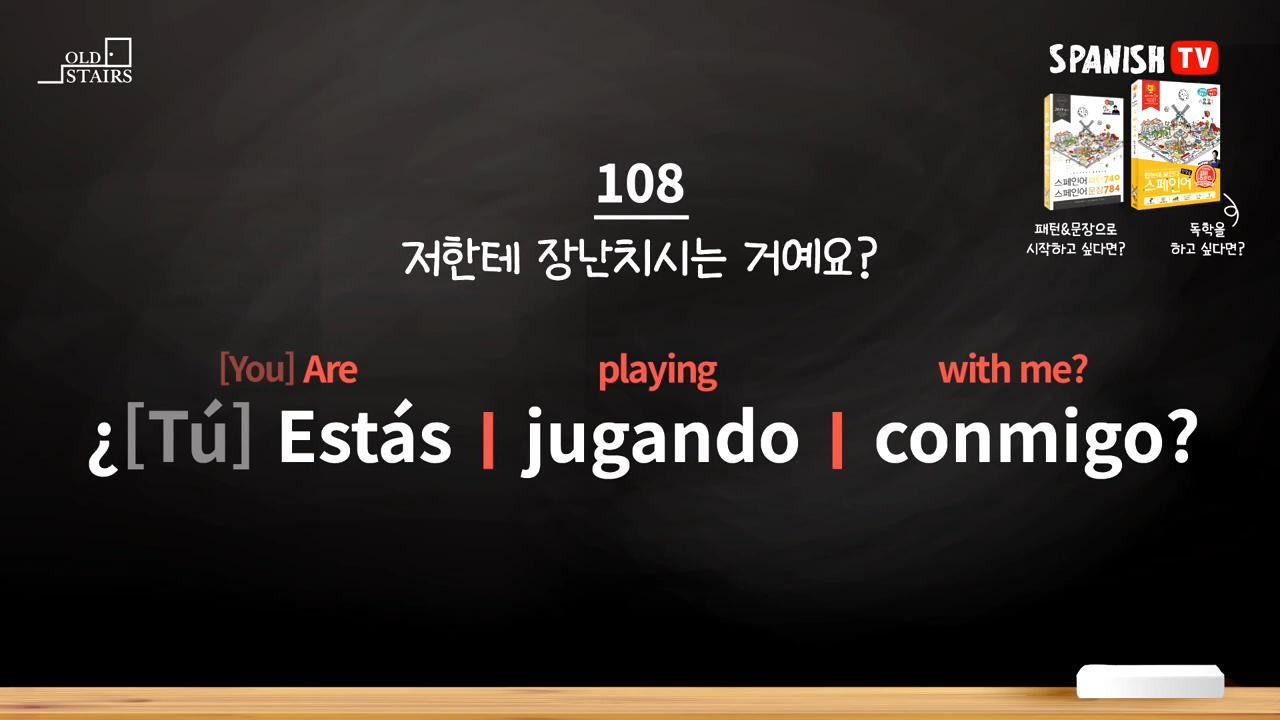 OLD
STAIRS
SPANISH TV
108
저한테 장난치시는 거예요?
스페인어 패턴740
스페인어 문장784
스페인어
패턴&문장으로
시작하고 싶다면?
독학을
하고 싶다면?
[You] Are playing with me?
¿[Tú] Estás | jugando | conmigo?